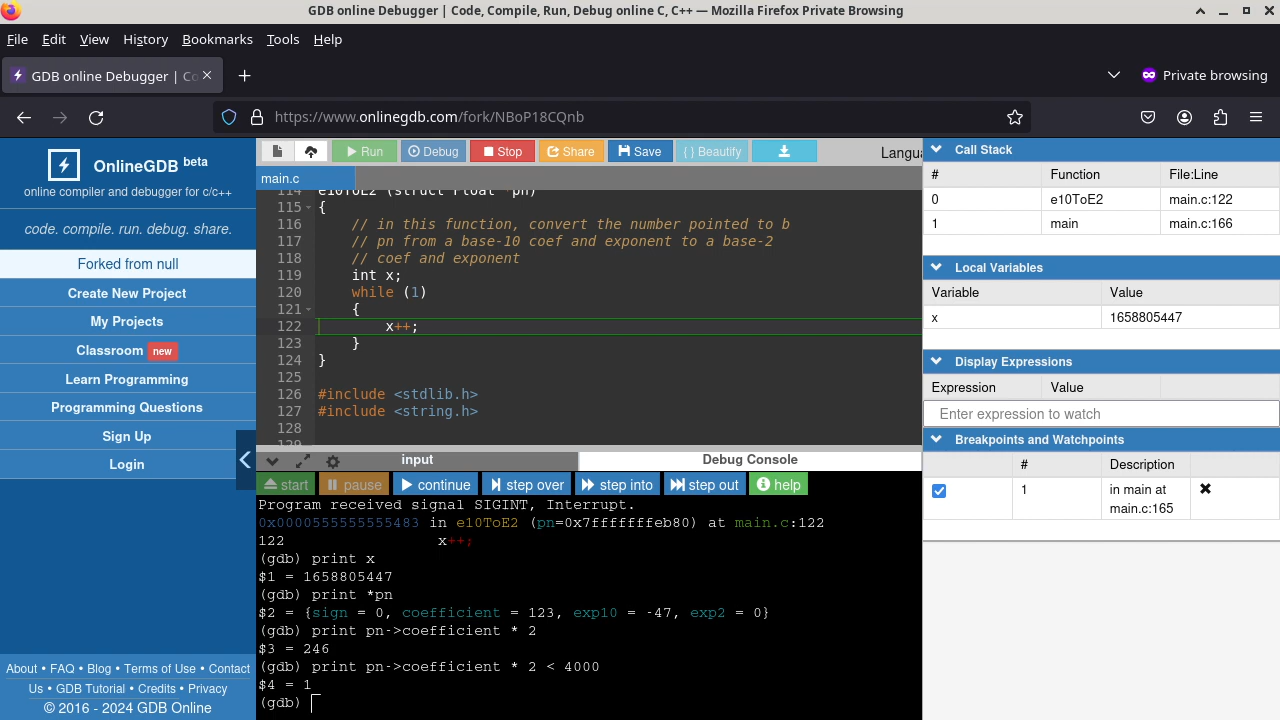 GDB online Debugger | Code, Compile, Run, Debug online C, C++ — Mozilla Firefox Private Browsing
File Edit View History Bookmarks Tools Help
GDB online Debugger | Co
Private browsing
https://www.onlinegdb.com/fork/NBoP18CQnb
OnlineGDB beta
online compiler and debugger for c/c++
code. compile. run. debug. share.
Forked from null
Create New Project
My Projects
Classroom new
Learn Programming
Programming Questions
Sign Up
Login
About • FAQ • Blog • Terms of Use • Contact
Us • GDB Tutorial • Credits • Privacy
© 2016 - 2024 GDB Online
Run Debug Stop Share Save { } Beautify Langua
main.c
114 e10ToE2 (struct Float *pn)
115 {
116 // in this function, convert the number pointed to b
117 // pn from a base-10 coef and exponent to a base-2
118 // coef and exponent
119 int x;
120 while (1)
121 {
122 x++;
123 }
124 }
125
126 #include <stdlib.h>
127 #include <string.h>
128
129
input Debug Console
start pause continue step over step into step out help
Program received signal SIGINT, Interrupt.
0x0000555555555483 in e10ToE2 (pn=0x7fffffffeb80) at main.c:122
122 x++;
(gdb) print x
$1 = 1658805447
(gdb) print *pn
$2 = {sign = 0, coefficient = 123, exp10 = -47, exp2 = 0}
(gdb) print pn->coefficient * 2
$3 = 246
(gdb) print pn->coefficient * 2 < 4000
$4 = 1
(gdb)
Call Stack
# Function File:Line
0 e10ToE2 main.c:122
1 main main.c:166
Local Variables
Variable Value
x 1658805447
Display Expressions
Expression Value
Enter expression to watch
Breakpoints and Watchpoints
# Description
1 in main at
main.c:165